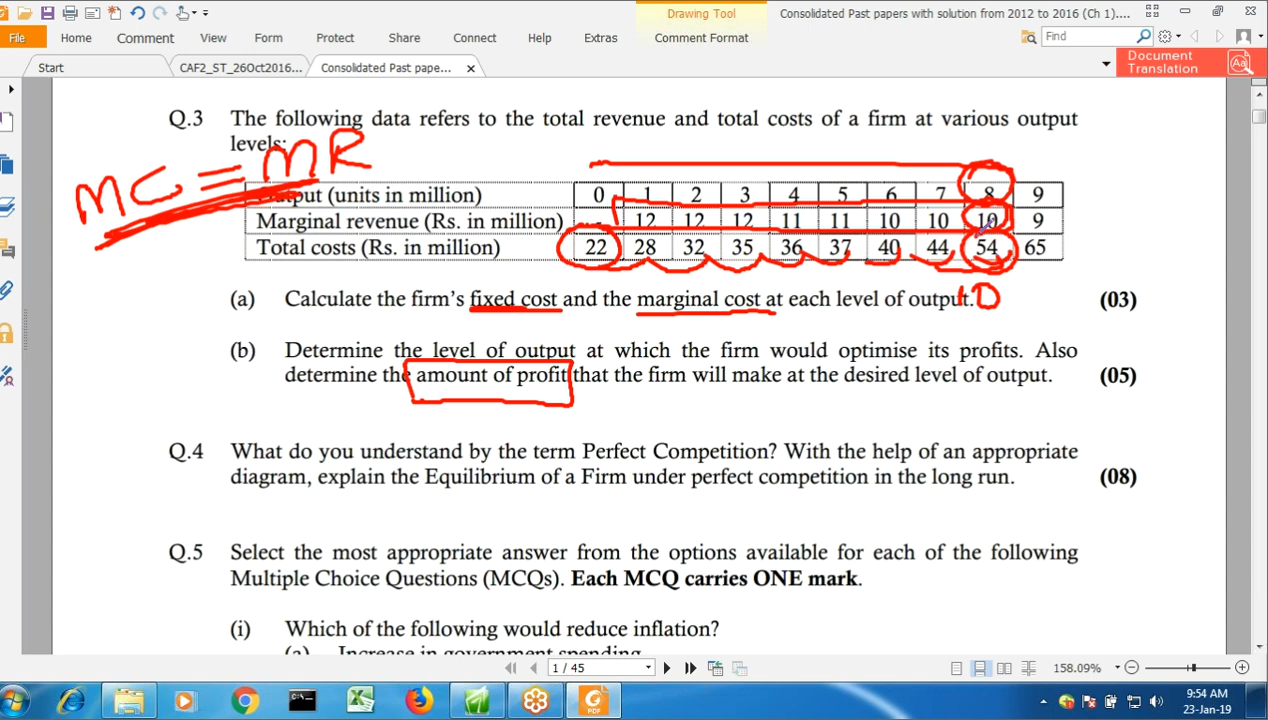 Drawing Tool
Consolidated Past papers with solution from 2012 to 2016 (Ch 1)....
File Home Comment View Form Protect Share Connect Help Extras Comment Format Find
Start CAF2_ST_26Oct2016... Consolidated Past pape... × Document Translation
Q.3 The following data refers to the total revenue and total costs of a firm at various output
levels:
MC = MR
Output (units in million) 0 1 2 3 4 5 6 7 8 9
Marginal revenue (Rs. in million) - 12 12 12 11 11 10 10 10 9
Total costs (Rs. in million) 22 28 32 35 36 37 40 44 54 65
10
(a) Calculate the firm's fixed cost and the marginal cost at each level of output. (03)
(b) Determine the level of output at which the firm would optimise its profits. Also
determine the amount of profit that the firm will make at the desired level of output. (05)
Q.4 What do you understand by the term Perfect Competition? With the help of an appropriate
diagram, explain the Equilibrium of a Firm under perfect competition in the long run. (08)
Q.5 Select the most appropriate answer from the options available for each of the following
Multiple Choice Questions (MCQs). Each MCQ carries ONE mark.
(i) Which of the following would reduce inflation?
(a) Increase in government spending
1 / 45 158.09%
9:54 AM
23-Jan-19